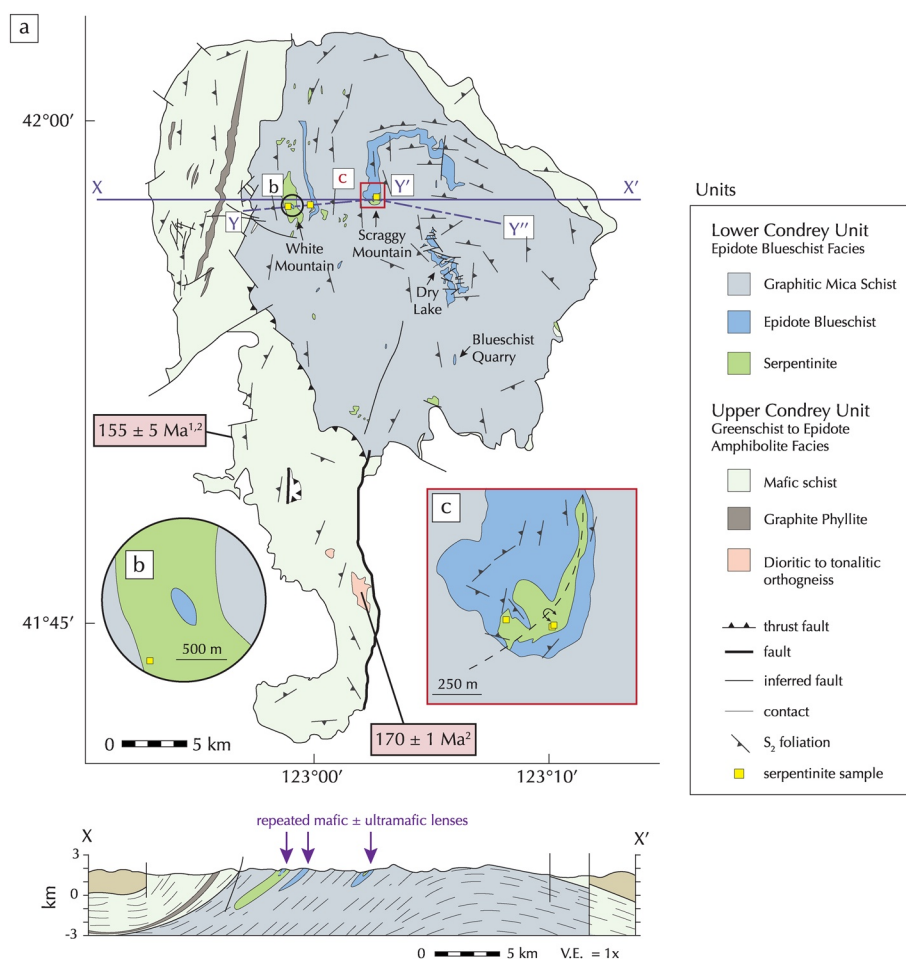 a
42°00′
X
X′
b
c
Y′
Y
Y′′
White
Mountain
Scraggy
Mountain
Dry
Lake
Blueschist
Quarry
155 ± 5 Ma1,2
b
500 m
c
250 m
41°45′
0 5 km
170 ± 1 Ma2
123°00′
123°10′
Units
Lower Condrey Unit
Epidote Blueschist Facies
Graphitic Mica Schist
Epidote Blueschist
Serpentinite
Upper Condrey Unit
Greenschist to Epidote
Amphibolite Facies
Mafic schist
Graphite Phyllite
Dioritic to tonalitic
orthogneiss
thrust fault
fault
inferred fault
contact
S2 foliation
serpentinite sample
repeated mafic ± ultramafic lenses
X
X′
3
0
-3
km
0 5 km V.E. = 1x